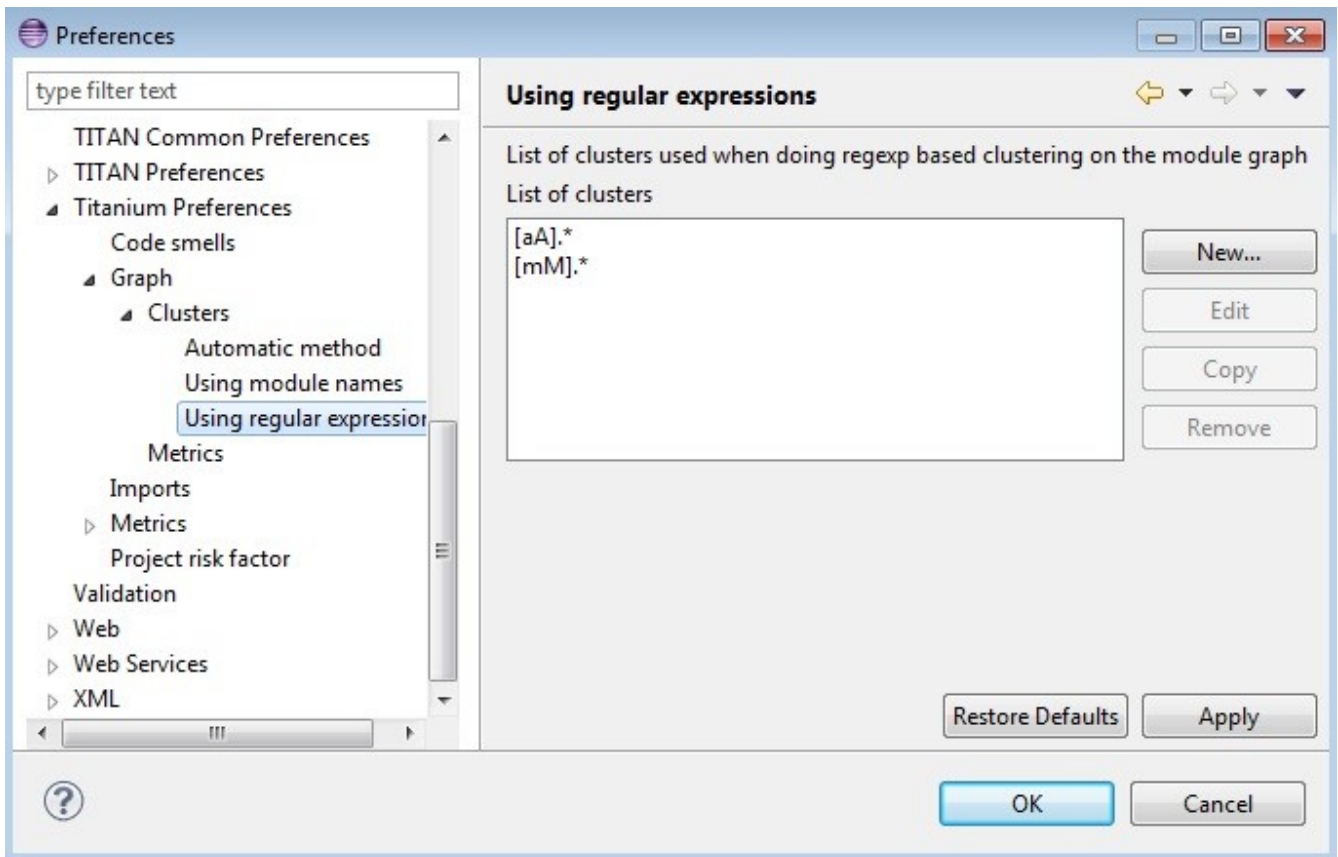 Preferences
type filter text
TITAN Common Preferences
TITAN Preferences
Titanium Preferences
Code smells
Graph
Clusters
Automatic method
Using module names
Using regular expression
Metrics
Imports
Metrics
Project risk factor
Validation
Web
Web Services
XML
Using regular expressions
List of clusters used when doing regexp based clustering on the module graph
List of clusters
[aA].*
[mM].*
New...
Edit
Copy
Remove
Restore Defaults
Apply
OK
Cancel